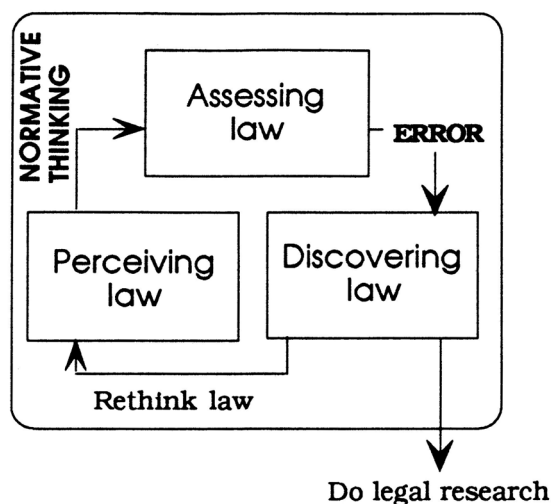 NORMATIVE
THINKING
Assessing
law
ERROR
Perceiving
law
Discovering
law
Rethink law
Do legal research